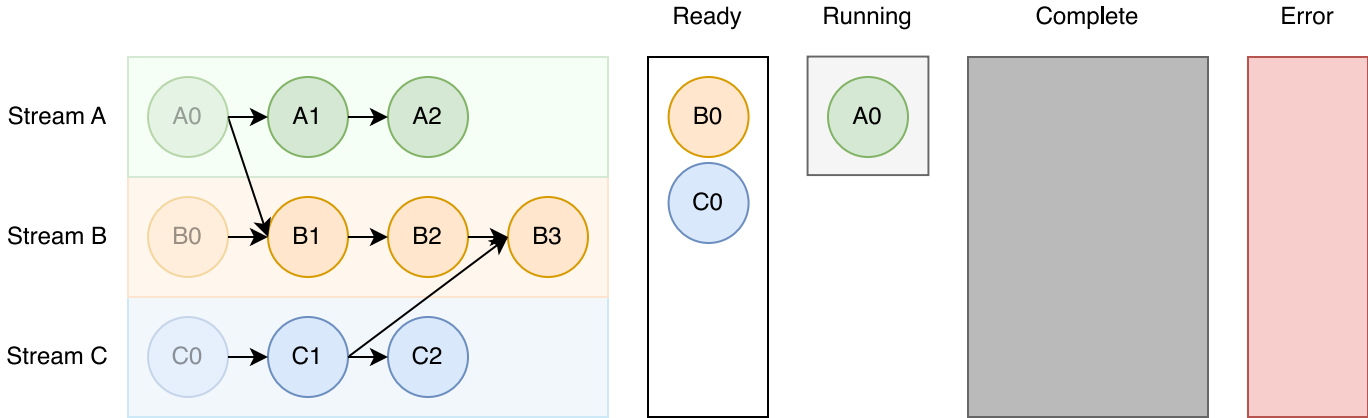 Ready
Running
Complete
Error
Stream A
A0
A1
A2
B0
A0
C0
Stream B
B0
B1
B2
B3
Stream C
C0
C1
C2